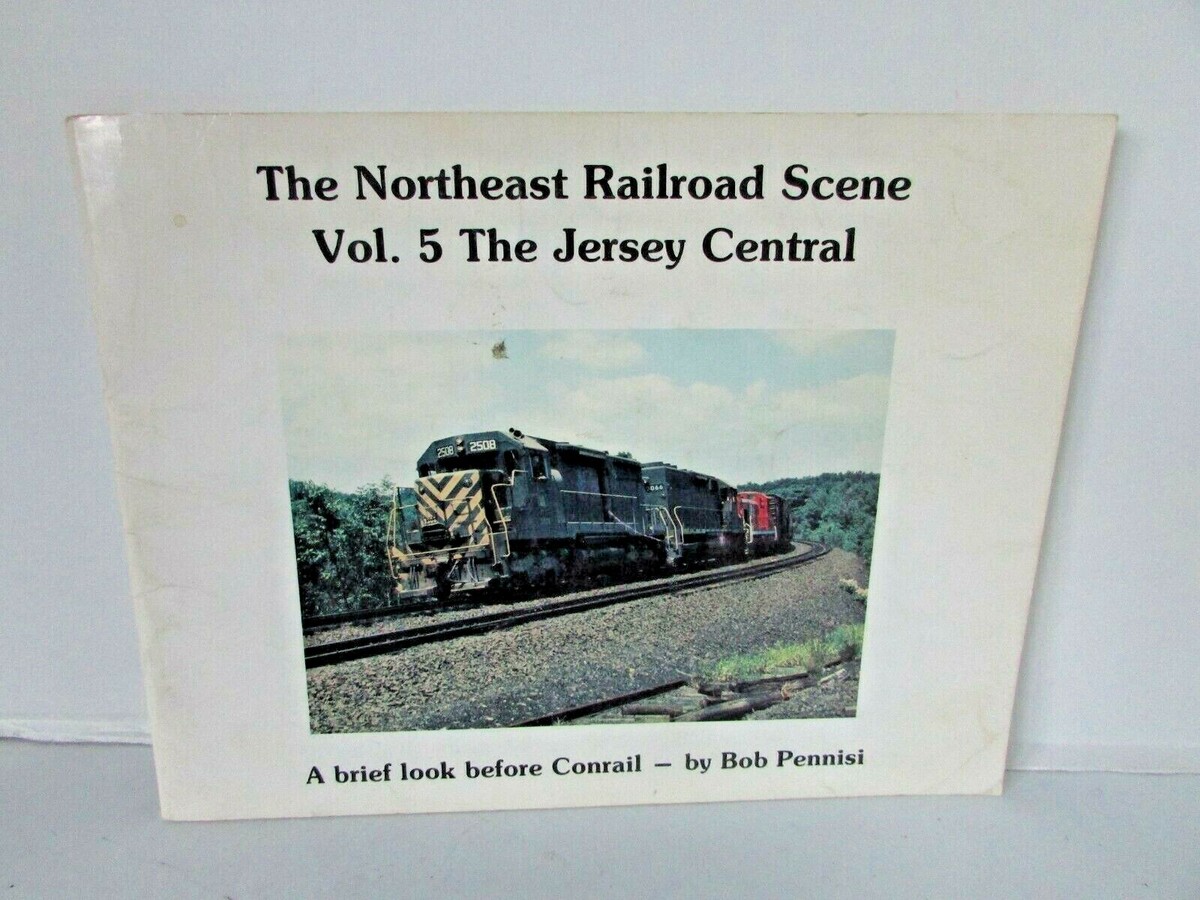 The Northeast Railroad Scene
Vol. 5 The Jersey Central
2508 2508
A brief look before Conrail — by Bob Pennisi